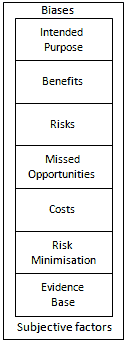 Biases
Intended
Purpose
Benefits
Risks
Missed
Opportunities
Costs
Risk
Minimisation
Evidence
Base
Subjective factors